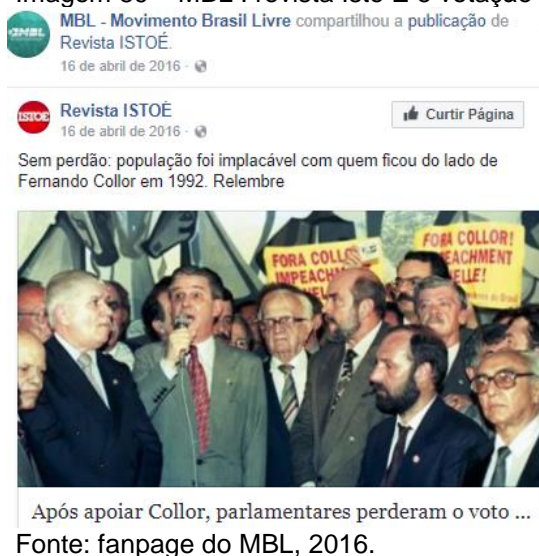 MBL - Movimento Brasil Livre compartilhou a publicação de
Revista ISTOÉ.
16 de abril de 2016 ·
Revista ISTOÉ
16 de abril de 2016 ·
Curtir Página
Sem perdão: população foi implacável com quem ficou do lado de
Fernando Collor em 1992. Relembre
FORA COLLOR!
IMPEACHMENT
FORA COLLOR!
Após apoiar Collor, parlamentares perderam o voto ...
Fonte: fanpage do MBL, 2016.